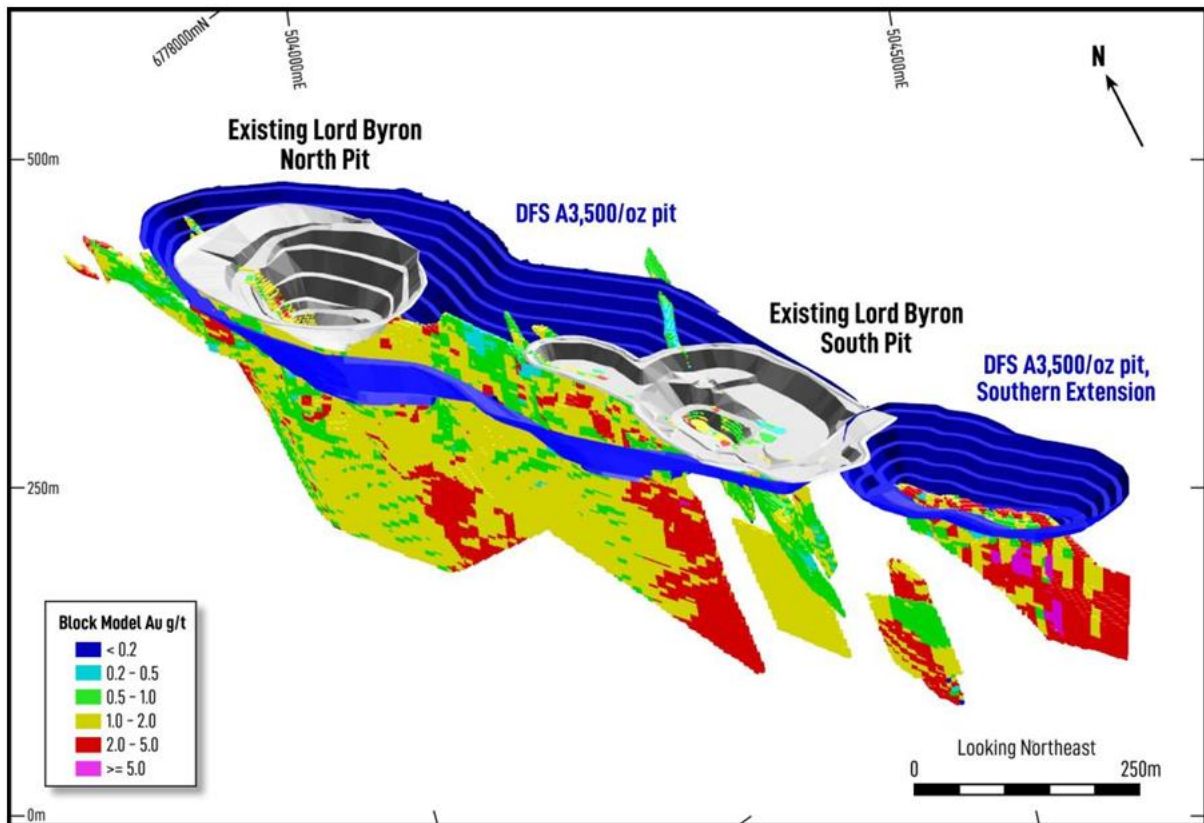 6778000mN
504000mE
504500mE
N
Existing Lord Byron
North Pit
500m
DFS A3,500/oz pit
Existing Lord Byron
South Pit
DFS A3,500/oz pit,
Southern Extension
250m
Block Model Au g/t
< 0.2
0.2 – 0.5
0.5 – 1.0
1.0 – 2.0
2.0 – 5.0
>= 5.0
Looking Northeast
0 250m
0m